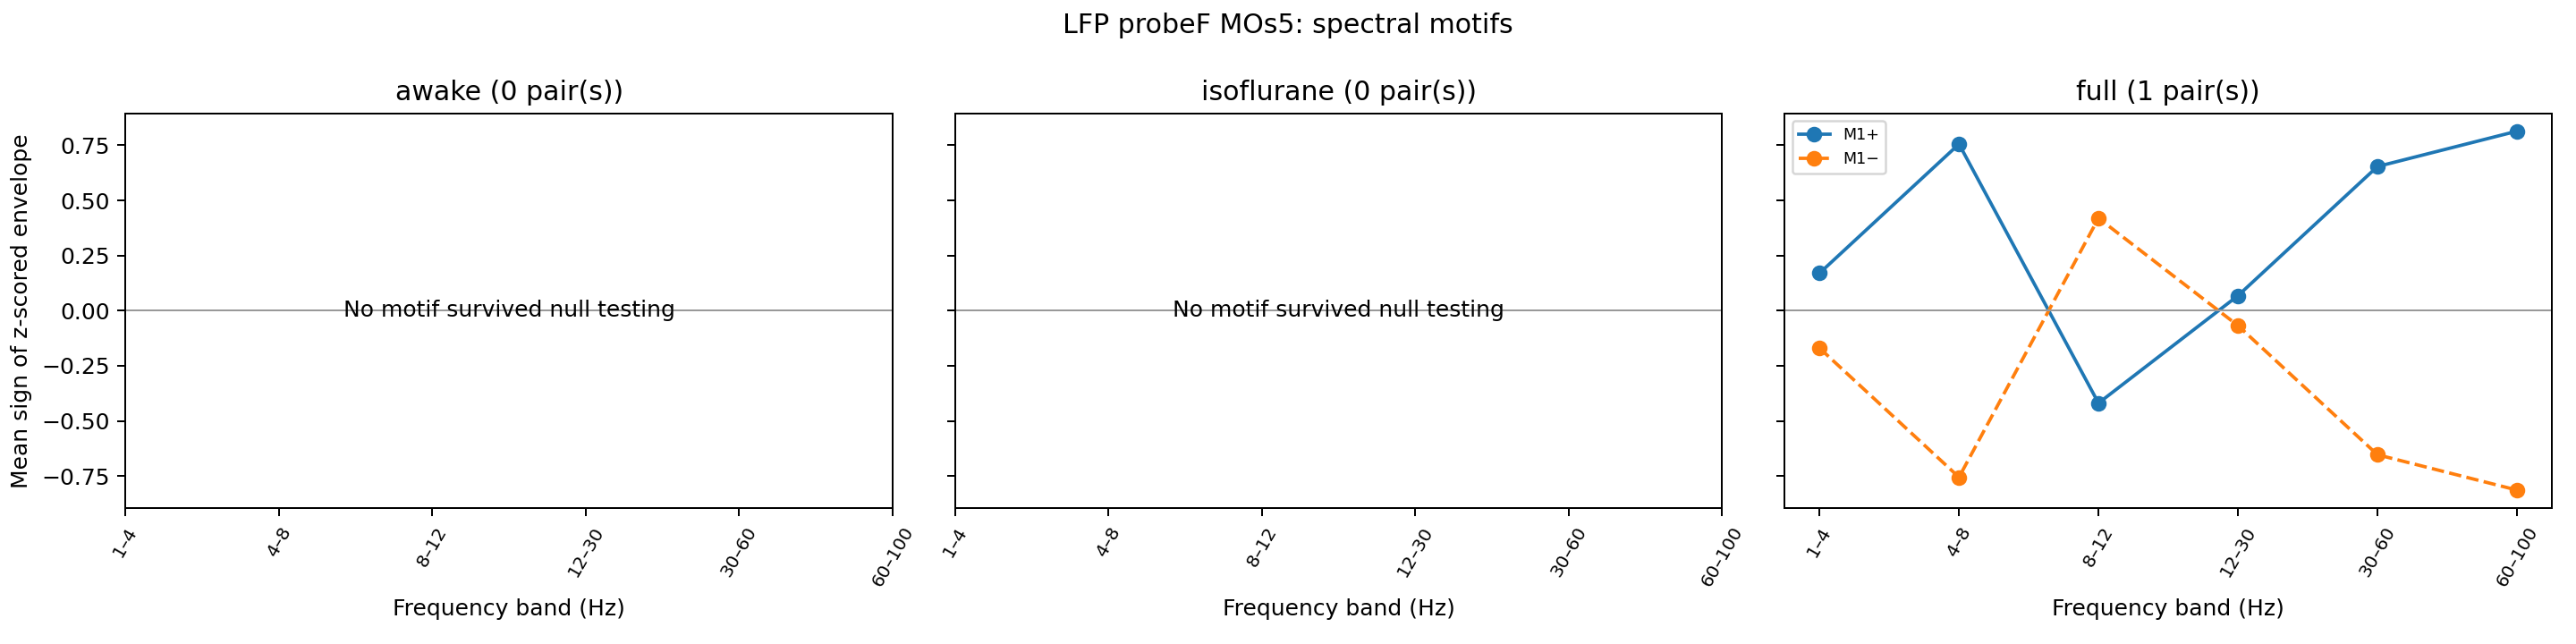 LFP probeF MOs5: spectral motifs
awake (0 pair(s))
Mean sign of z-scored envelope
0.75
0.50
0.25
0.00
−0.25
−0.50
−0.75
No motif survived null testing
1–4
4–8
8–12
12–30
30–60
60–100
Frequency band (Hz)
isoflurane (0 pair(s))
No motif survived null testing
1–4
4–8
8–12
12–30
30–60
60–100
Frequency band (Hz)
full (1 pair(s))
M1+
M1−
1–4
4–8
8–12
12–30
30–60
60–100
Frequency band (Hz)